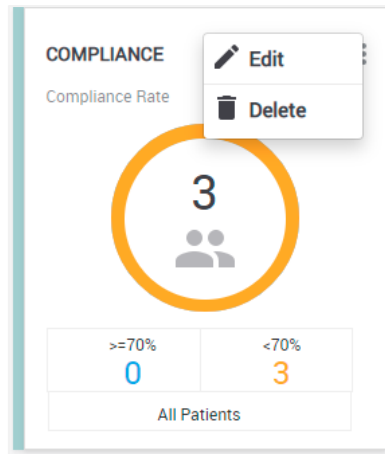 COMPLIANCE
Edit
Compliance Rate
Delete
3
>=70%
<70%
0
3
All Patients